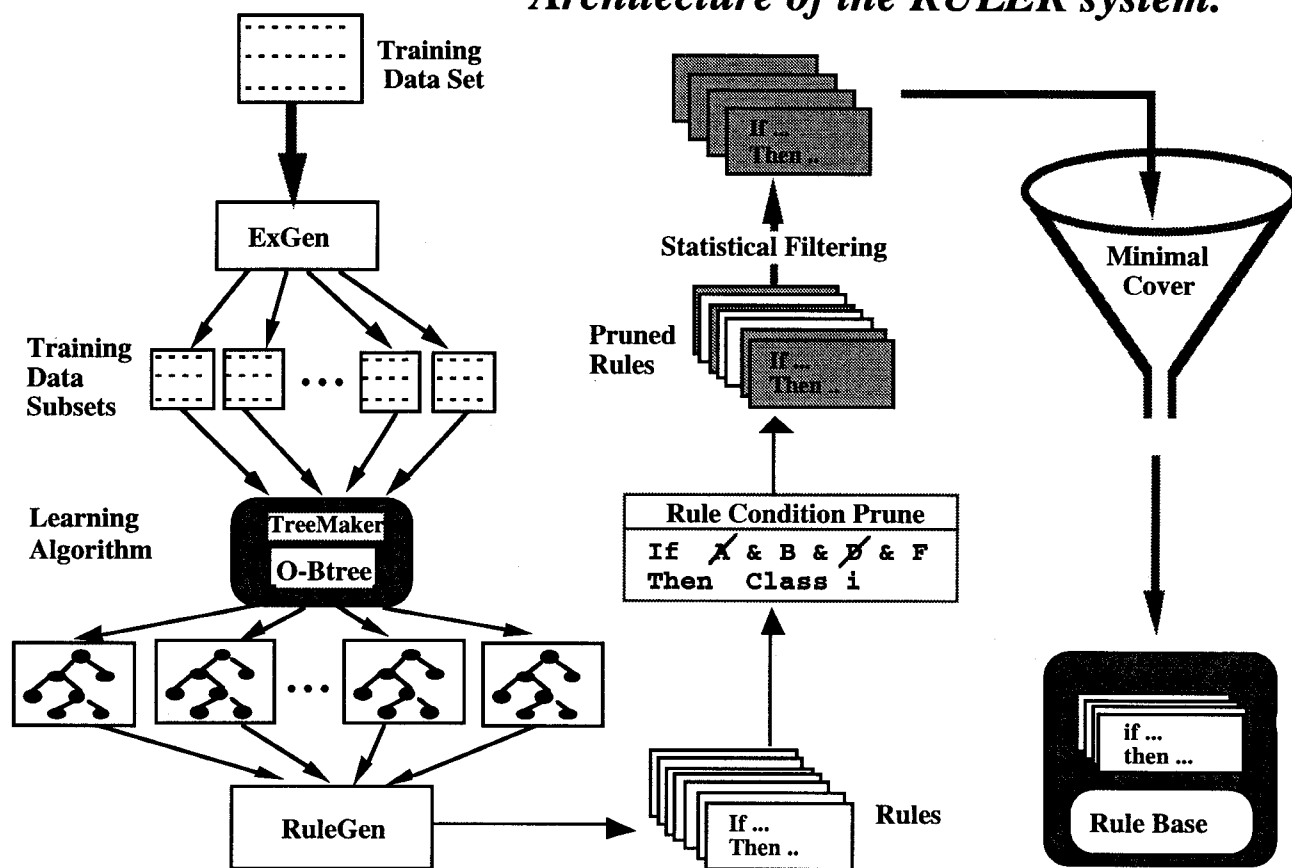 Architecture of the RULER system.
Training
Data Set
ExGen
Training
Data
Subsets
Learning
Algorithm
TreeMaker
O-Btree
RuleGen
If ...
Then ..
Rules
Rule Condition Prune
If A & B & D & F
Then Class i
Pruned
Rules
If ...
Then ..
Statistical Filtering
If ...
Then ..
Minimal
Cover
if ...
then ...
Rule Base